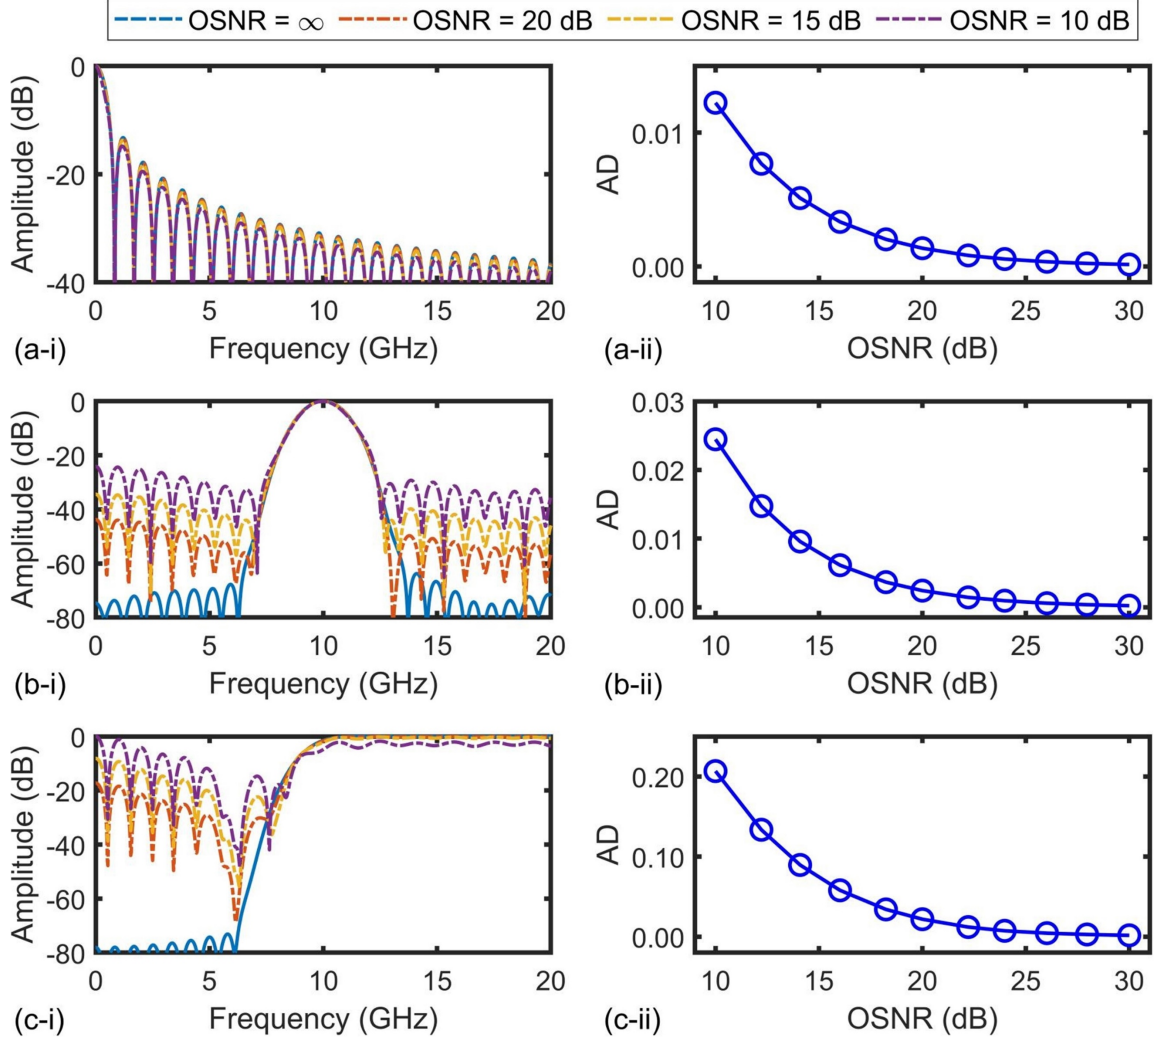 OSNR = ∞ OSNR = 20 dB OSNR = 15 dB OSNR = 10 dB
0
-20
-40
Amplitude (dB)
0 5 10 15 20
(a-i) Frequency (GHz)
0.01
0.00
AD
10 15 20 25 30
(a-ii) OSNR (dB)
0
-20
-40
-60
-80
Amplitude (dB)
0 5 10 15 20
(b-i) Frequency (GHz)
0.03
0.02
0.01
0.00
AD
10 15 20 25 30
(b-ii) OSNR (dB)
0
-20
-40
-60
-80
Amplitude (dB)
0 5 10 15 20
(c-i) Frequency (GHz)
0.20
0.10
0.00
AD
10 15 20 25 30
(c-ii) OSNR (dB)